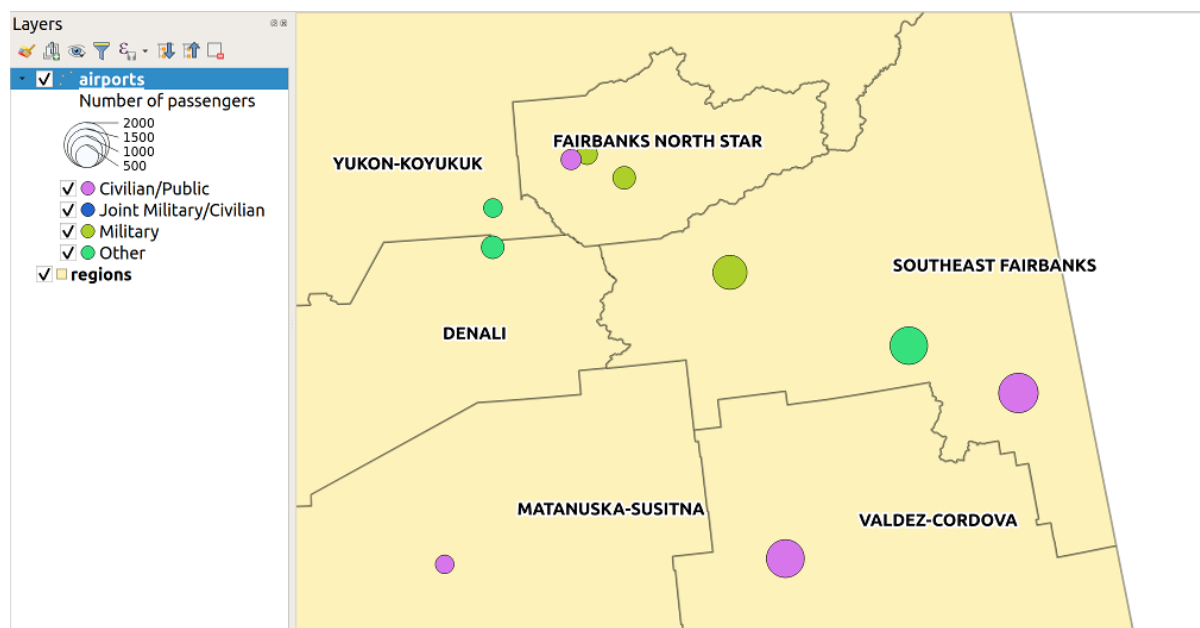 Layers
airports
Number of passengers
2000
1500
1000
500
Civilian/Public
Joint Military/Civilian
Military
Other
regions
FAIRBANKS NORTH STAR
YUKON-KOYUKUK
SOUTHEAST FAIRBANKS
DENALI
MATANUSKA-SUSITNA
VALDEZ-CORDOVA